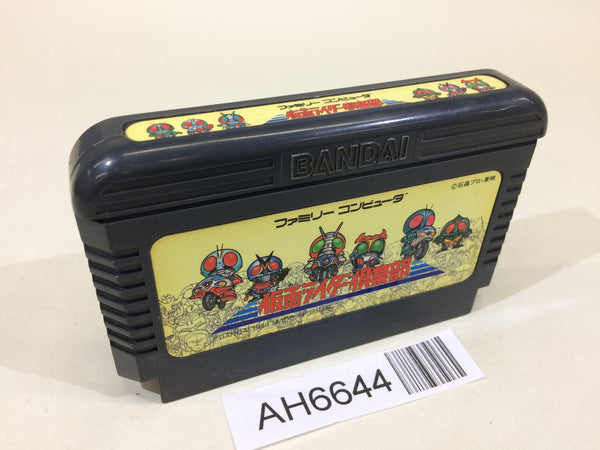 ファミリー コンピュータ
仮面ライダー倶楽部
BANDAI
©石森プロ・東映
ファミリー コンピュータ™
仮面ライダー倶楽部
AH6644